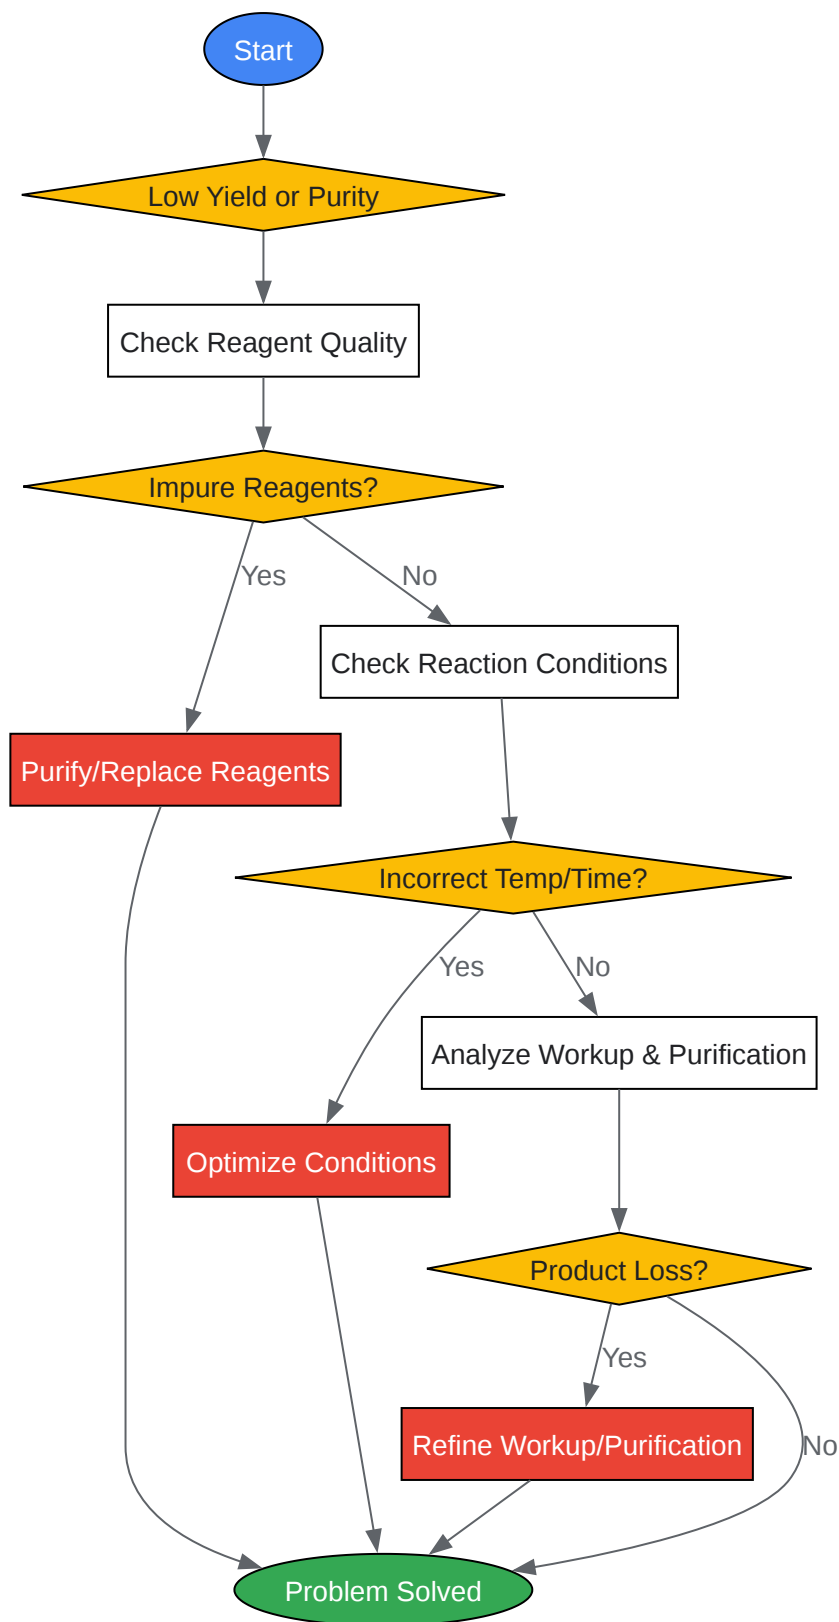 Start
Low Yield or Purity
Check Reagent Quality
Impure Reagents?
Yes
No
Check Reaction Conditions
Purify/Replace Reagents
Incorrect Temp/Time?
Yes
No
Analyze Workup & Purification
Optimize Conditions
Product Loss?
Yes
Refine Workup/Purification
No
Problem Solved